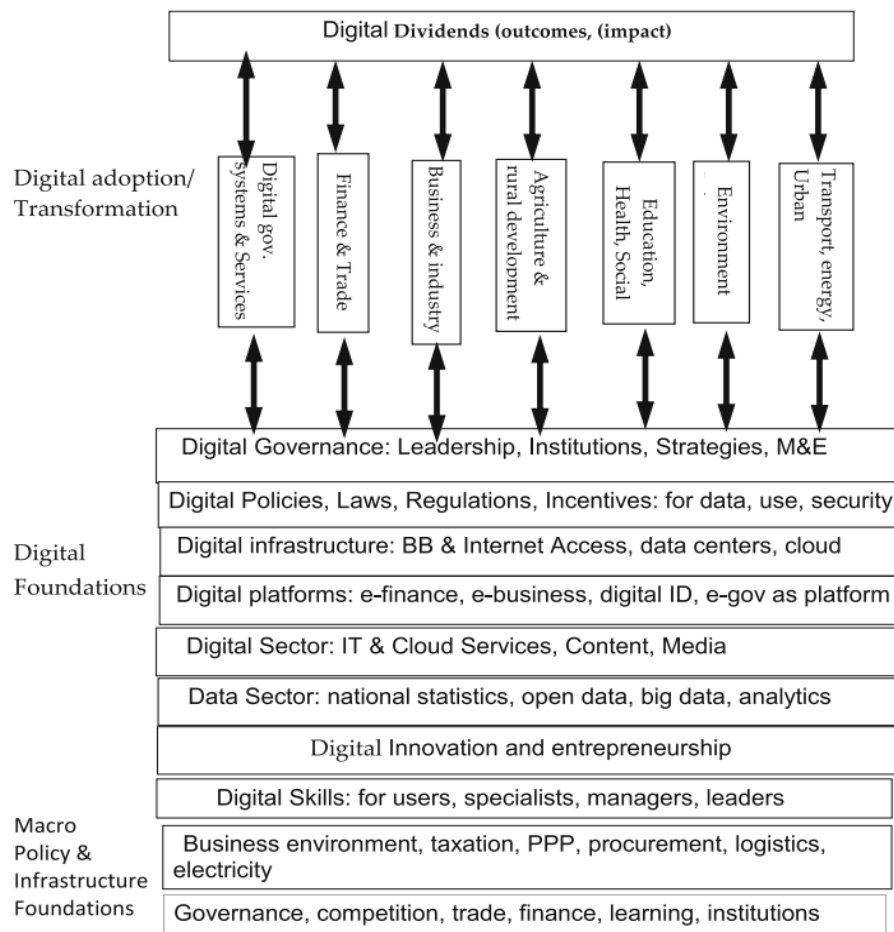 Digital Dividends (outcomes, (impact)
Digital adoption/
Transformation
Digital gov.
systems & Services
Finance & Trade
Business & industry
Agriculture &
rural development
Education,
Health, Social
Environment
Transport, energy,
Urban
Digital Governance: Leadership, Institutions, Strategies, M&E
Digital Policies, Laws, Regulations, Incentives: for data, use, security
Digital
Foundations
Digital infrastructure: BB & Internet Access, data centers, cloud
Digital platforms: e-finance, e-business, digital ID, e-gov as platform
Digital Sector: IT & Cloud Services, Content, Media
Data Sector: national statistics, open data, big data, analytics
Digital Innovation and entrepreneurship
Digital Skills: for users, specialists, managers, leaders
Macro
Policy &
Infrastructure
Foundations
Business environment, taxation, PPP, procurement, logistics,
electricity
Governance, competition, trade, finance, learning, institutions